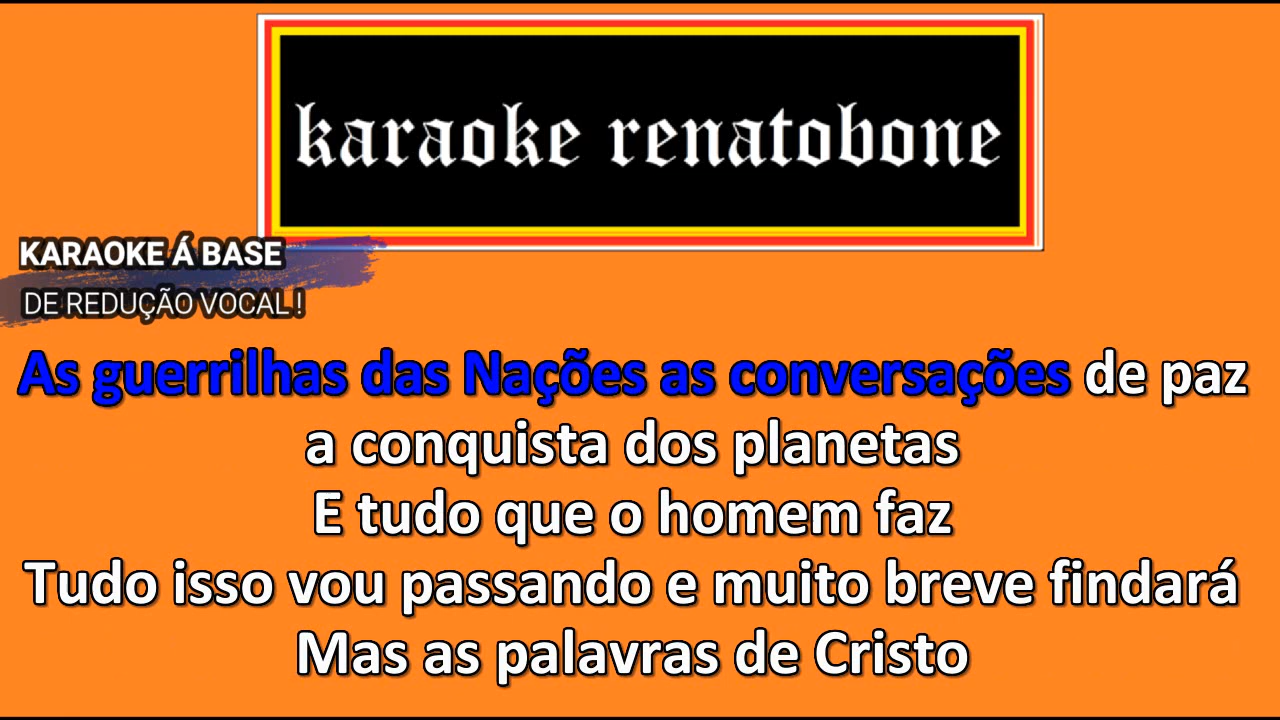 karaoke renatobone
KARAOKE Á BASE
DE REDUÇÃO VOCAL !
As guerrilhas das Nações as conversações de paz
a conquista dos planetas
E tudo que o homem faz
Tudo isso vou passando e muito breve findará
Mas as palavras de Cristo